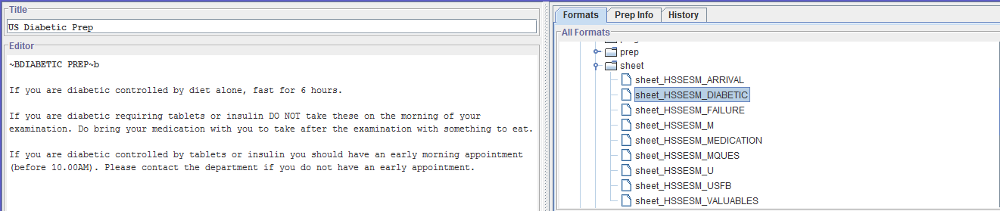 Title
US Diabetic Prep
Editor
~BDIABETIC PREP~b
If you are diabetic controlled by diet alone, fast for 6 hours.
If you are diabetic requiring tablets or insulin DO NOT take these on the morning of your
examination. Do bring your medication with you to take after the examination with something to eat.
If you are diabetic controlled by tablets or insulin you should have an early morning appointment
(before 10.00AM). Please contact the department if you do not have an early appointment.
Formats Prep Info History
All Formats
prep
sheet
sheet_HSSESM_ARRIVAL
sheet_HSSESM_DIABETIC
sheet_HSSESM_FAILURE
sheet_HSSESM_M
sheet_HSSESM_MEDICATION
sheet_HSSESM_MQUES
sheet_HSSESM_U
sheet_HSSESM_USFB
sheet_HSSESM_VALUABLES